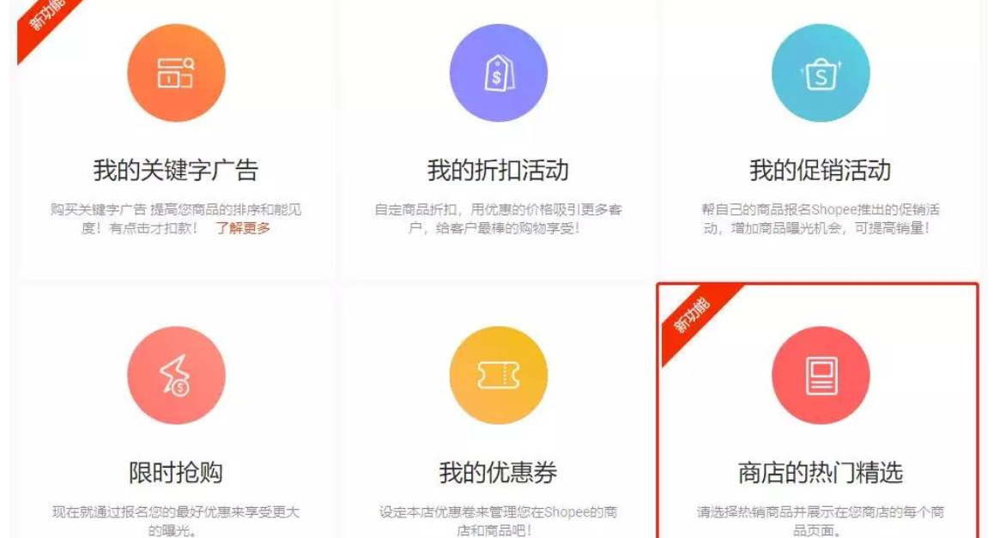 新功能
我的关键字广告
购买关键字广告 提高您商品的排序和能见
度！有点击才扣款！ 了解更多
我的折扣活动
自定商品折扣，用优惠的价格吸引更多客
户，给客户最棒的购物享受！
我的促销活动
帮自己的商品报名Shopee推出的促销活
动，增加商品曝光机会，可提高销量！
限时抢购
现在就通过报名您的最好优惠来享受更大
的曝光。
我的优惠券
设定本店优惠卷来管理您在Shopee的商
店和商品吧！
新功能
商店的热门精选
请选择热销商品并展示在您商店的每个商
品页面。